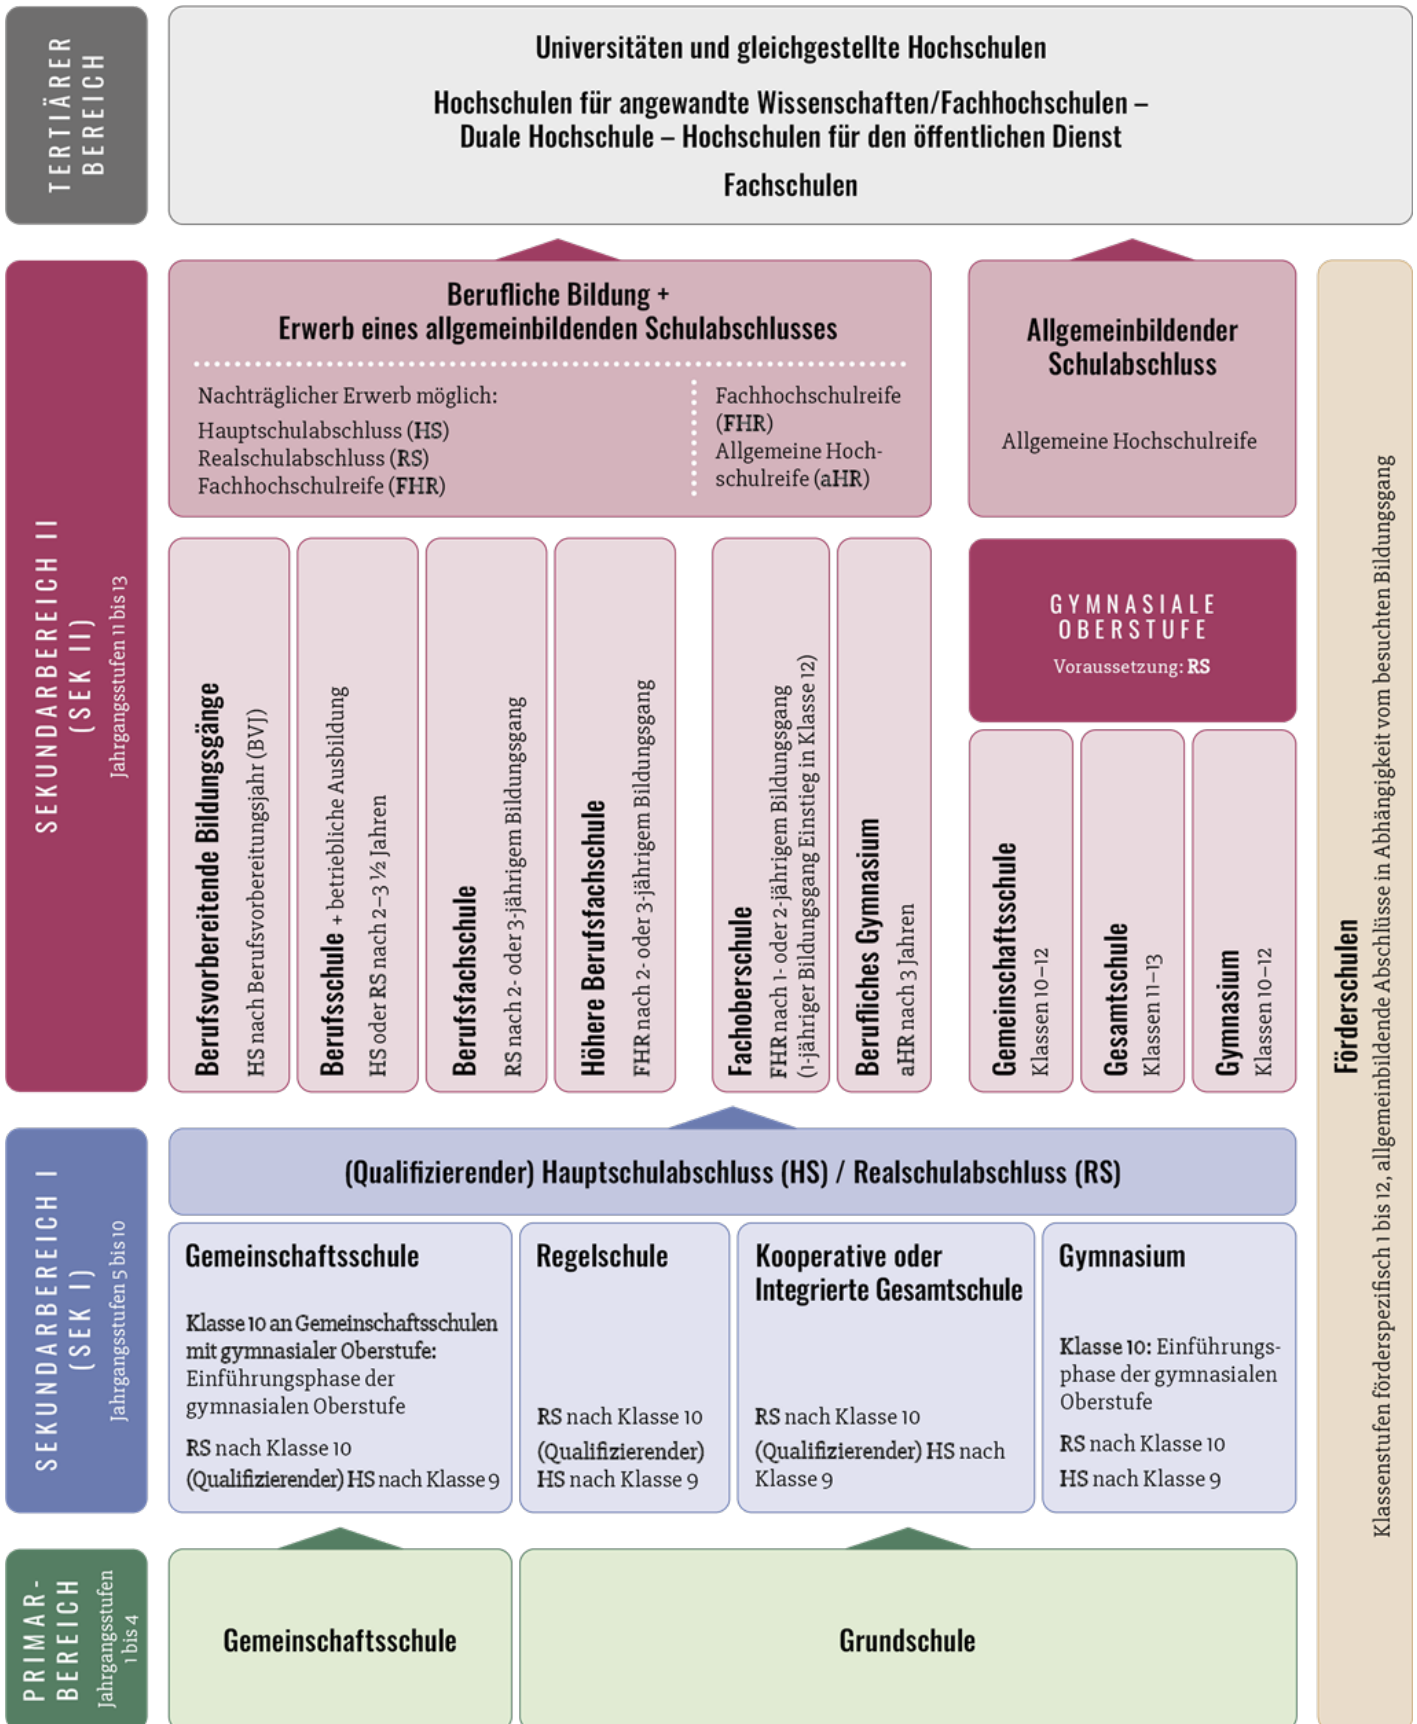 TERTIÄRER
BEREICH
Universitäten und gleichgestellte Hochschulen
Hochschulen für angewandte Wissenschaften/Fachhochschulen –
Duale Hochschule – Hochschulen für den öffentlichen Dienst
Fachschulen
SEKUNDARBEREICH II
(SEK II)
Jahrgangsstufen 11 bis 13
Berufliche Bildung +
Erwerb eines allgemeinbildenden Schulabschlusses
Nachträglicher Erwerb möglich:
Hauptschulabschluss (HS)
Realschulabschluss (RS)
Fachhochschulreife (FHR)
Fachhochschulreife
(FHR)
Allgemeine Hoch-
schulreife (aHR)
Allgemeinbildender
Schulabschluss
Allgemeine Hochschulreife
Berufsvorbereitende Bildungsgänge
HS nach Berufsvorbereitungsjahr (BVJ)
Berufsschule + betriebliche Ausbildung
HS oder RS nach 2–3 ½ Jahren
Berufsfachschule
RS nach 2- oder 3-jährigem Bildungsgang
Höhere Berufsfachschule
FHR nach 2- oder 3-jährigem Bildungsgang
Fachoberschule
FHR nach 1- oder 2-jährigem Bildungsgang
(1-jähriger Bildungsgang Einstieg in Klasse 12)
Berufliches Gymnasium
aHR nach 3 Jahren
GYMNASIALE
OBERSTUFE
Voraussetzung: RS
Gemeinschaftsschule
Klassen 10–12
Gesamtschule
Klassen 11–13
Gymnasium
Klassen 10–12
Förderschulen
Klassenstufen förderspezifisch 1 bis 12, allgemeinbildende Abschlüsse in Abhängigkeit vom besuchten Bildungsgang
SEKUNDARBEREICH I
(SEK I)
Jahrgangsstufen 5 bis 10
(Qualifizierender) Hauptschulabschluss (HS) / Realschulabschluss (RS)
Gemeinschaftsschule
Klasse 10 an Gemeinschaftsschulen
mit gymnasialer Oberstufe:
Einführungsphase der
gymnasialen Oberstufe
RS nach Klasse 10
(Qualifizierender) HS nach Klasse 9
Regelschule
RS nach Klasse 10
(Qualifizierender)
HS nach Klasse 9
Kooperative oder
Integrierte Gesamtschule
RS nach Klasse 10
(Qualifizierender) HS nach
Klasse 9
Gymnasium
Klasse 10: Einführungs-
phase der gymnasialen
Oberstufe
RS nach Klasse 10
HS nach Klasse 9
PRIMAR-
BEREICH
Jahrgangsstufen
1 bis 4
Gemeinschaftsschule
Grundschule